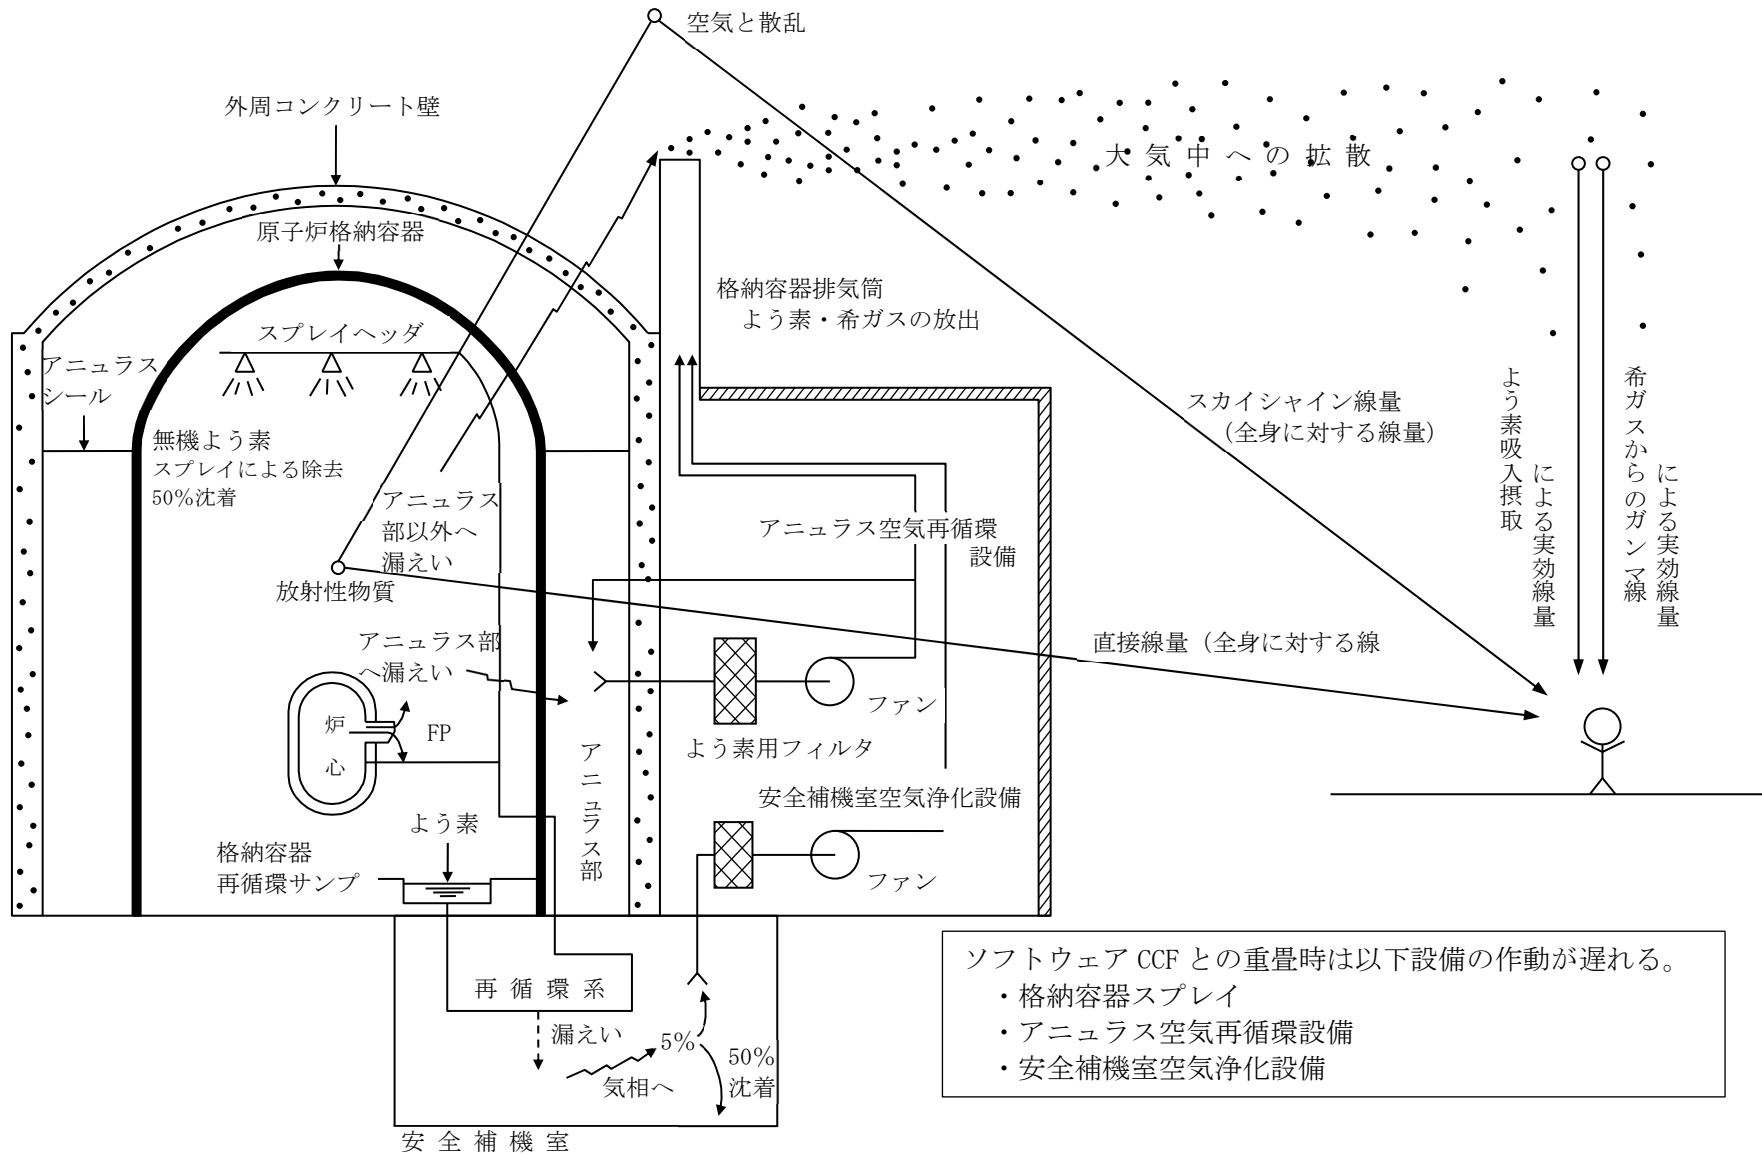 空気と散乱
外周コンクリート壁
大気中への拡散
原子炉格納容器
格納容器排気筒
よう素・希ガスの放出
スプレイヘッダ
アニュラス
シール
無機よう素
スプレイによる除去
50%沈着
アニュラス
部以外へ
漏えい
放射性物質
アニュラス空気再循環
設備
スカイシャイン線量
（全身に対する線量）
よう素吸入摂取
による実効線量
希ガスからのガンマ線
による実効線量
直接線量（全身に対する線
アニュラス部
へ漏えい
炉心
FP
ファン
よう素用フィルタ
アニュラス部
安全補機室空気浄化設備
よう素
格納容器
再循環サンプ
ファン
再循環系
漏えい
5%
50%
沈着
気相へ
安全補機室
ソフトウェア CCF との重畳時は以下設備の作動が遅れる。
・格納容器スプレイ
・アニュラス空気再循環設備
・安全補機室空気浄化設備